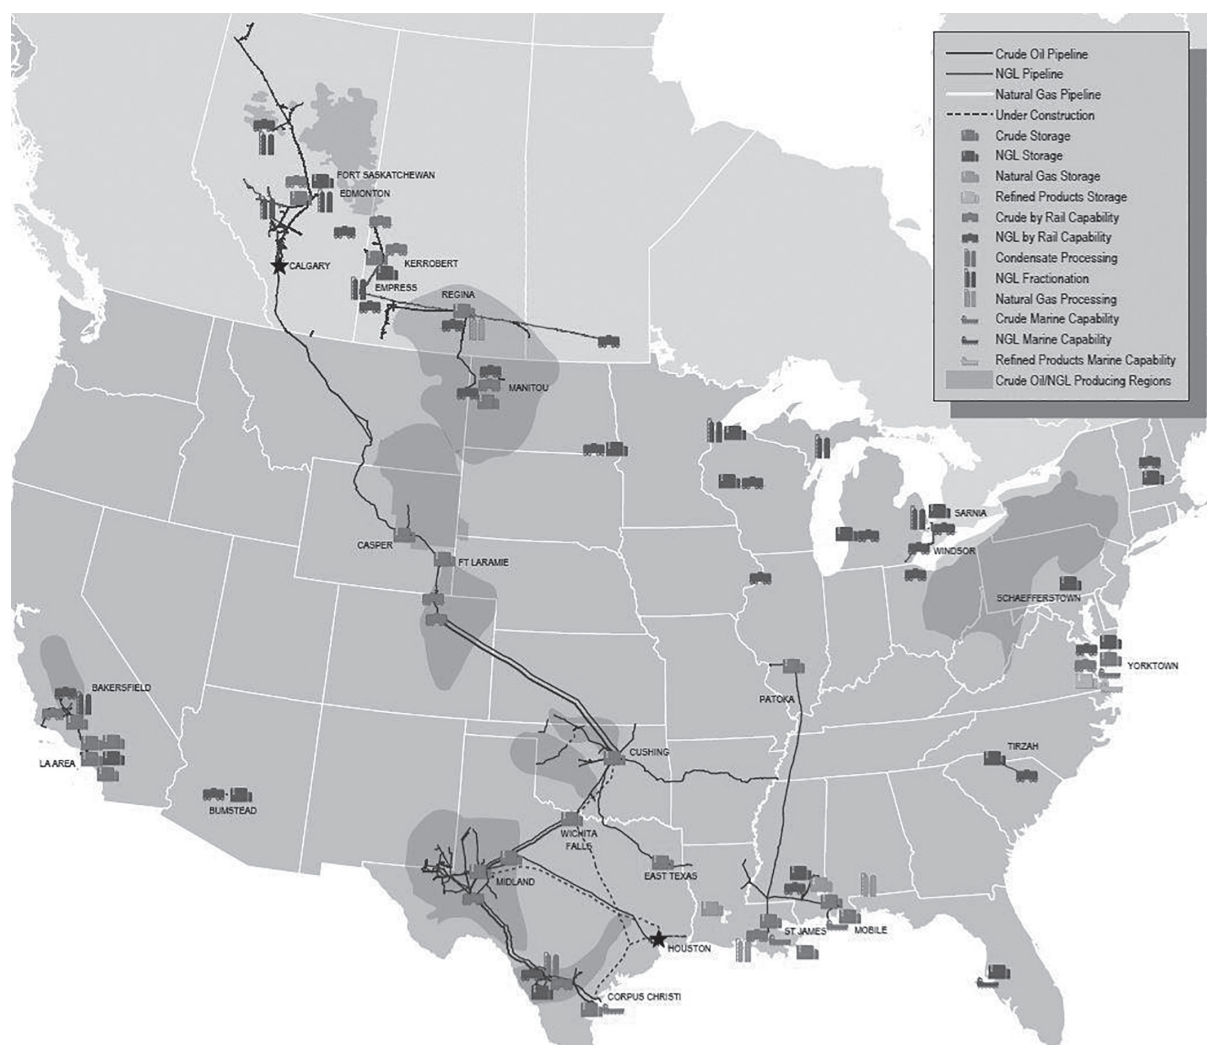 Crude Oil Pipeline
NGL Pipeline
Natural Gas Pipeline
Under Construction
Crude Storage
NGL Storage
Natural Gas Storage
Refined Products Storage
Crude by Rail Capability
NGL by Rail Capability
Condensate Processing
NGL Fractionation
Natural Gas Processing
Crude Marine Capability
NGL Marine Capability
Refined Products Marine Capability
Crude Oil/NGL Producing Regions
FORT SASKATCHEWAN
EDMONTON
CALGARY
KERROBERT
EMPRESS
REGINA
MANITOU
SARNIA
WINDSOR
CASPER
FT LARAMIE
SCHAEFFERSTOWN
YORKTOWN
BAKERSFIELD
PATOKA
CUSHING
TIRZAH
LA AREA
BUMSTEAD
WICHITA
FALLS
EAST TEXAS
MIDLAND
ST JAMES
MOBILE
HOUSTON
CORPUS CHRISTI